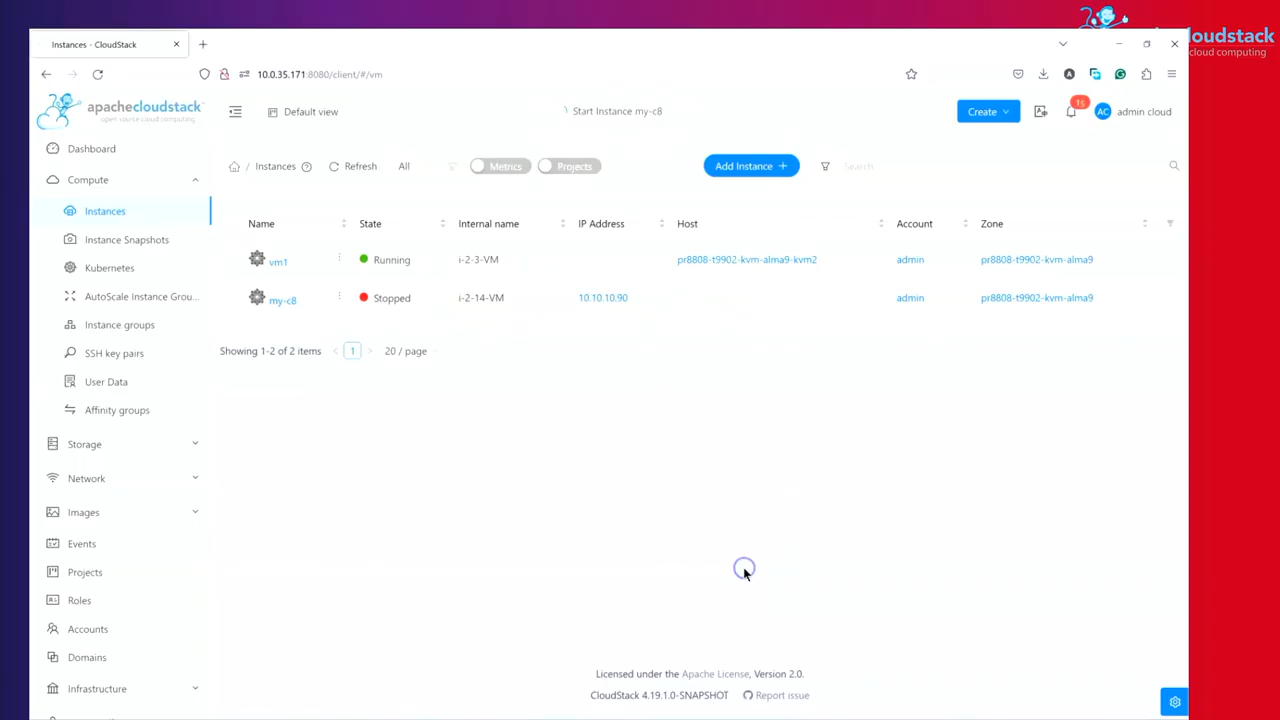 loudstack
cloud computing
Instances - CloudStack
10.0.35.171:8080/client/#/vm
apachecloudstack
open source cloud computing
Default view
Start Instance my-c8
Create
15
AC
admin cloud
Dashboard
Compute
Instances
Instance Snapshots
Kubernetes
AutoScale Instance Grou...
Instance groups
SSH key pairs
User Data
Affinity groups
Storage
Network
Images
Events
Projects
Roles
Accounts
Domains
Infrastructure
/ Instances
Refresh
All
Metrics
Projects
Add Instance +
Search
Name State Internal name IP Address Host Account Zone
vm1 Running i-2-3-VM pr8808-t9902-kvm-alma9-kvm2 admin pr8808-t9902-kvm-alma9
my-c8 Stopped i-2-14-VM 10.10.10.90 admin pr8808-t9902-kvm-alma9
Showing 1-2 of 2 items < 1 > 20 / page
Licensed under the Apache License, Version 2.0.
CloudStack 4.19.1.0-SNAPSHOT Report issue